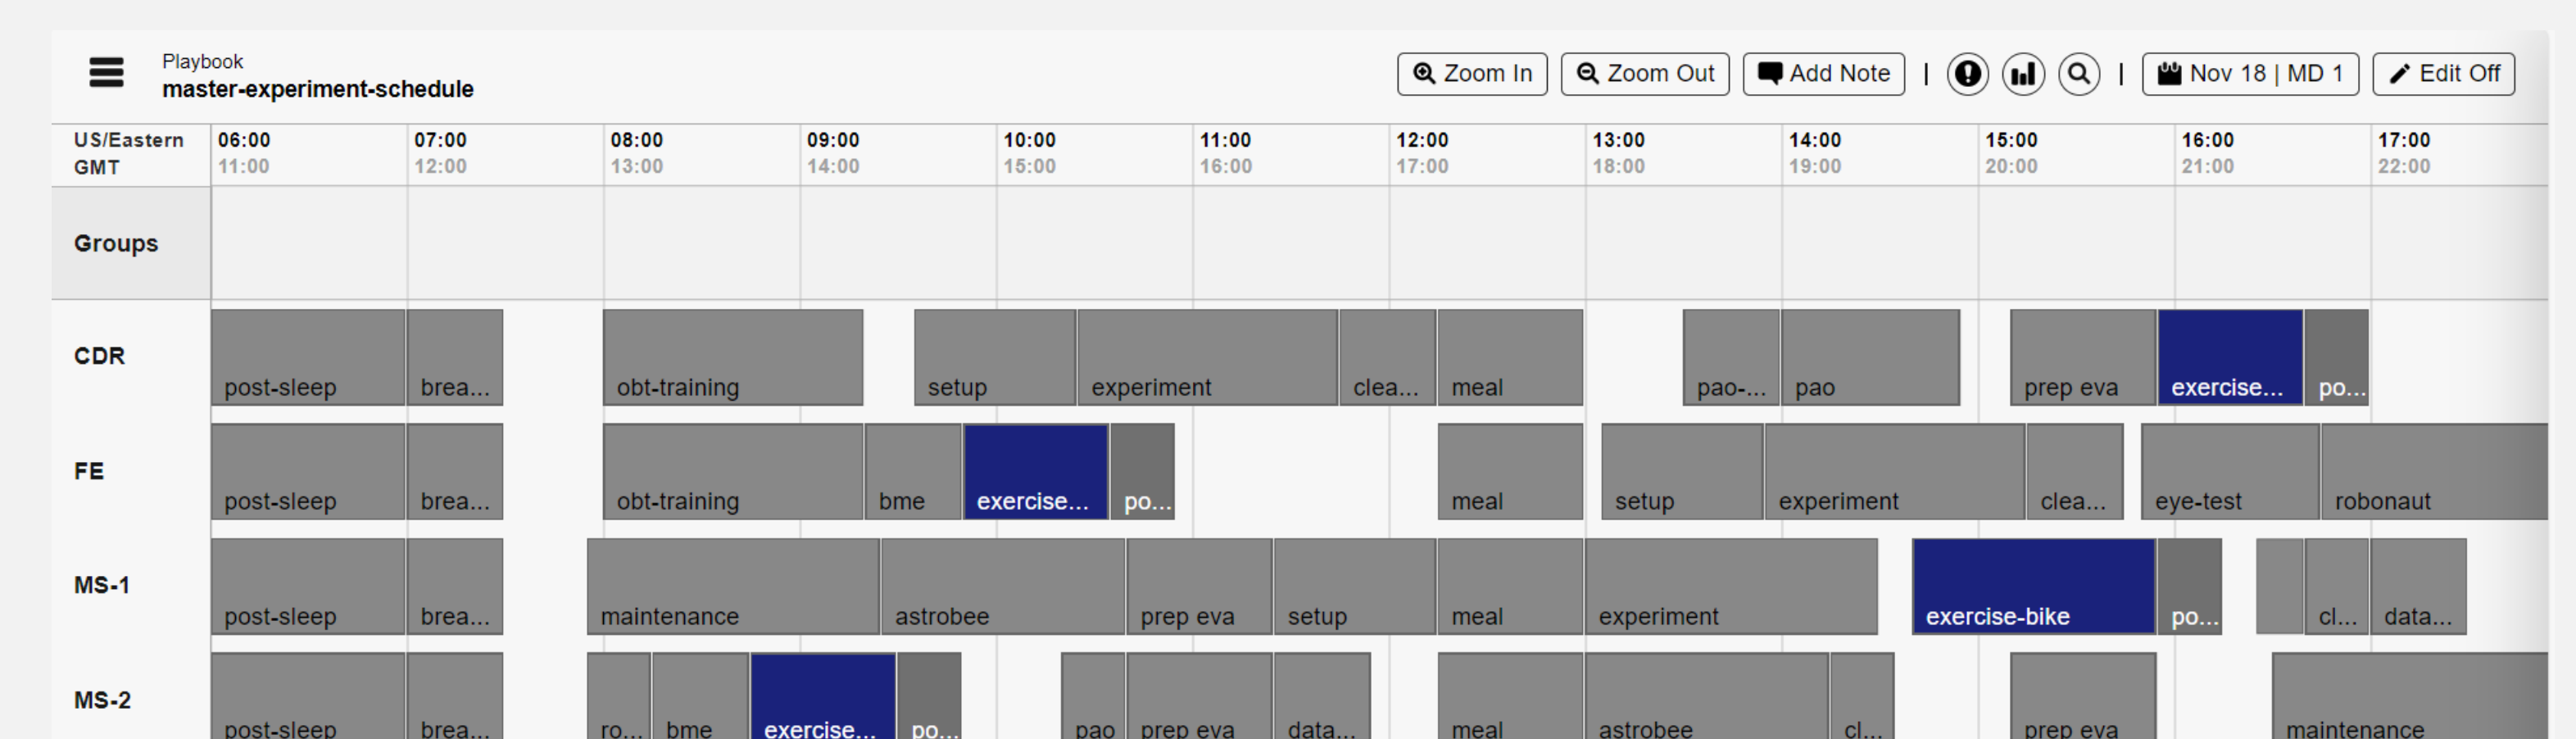 Playbook
master-experiment-schedule
Zoom In Zoom Out Add Note | | Nov 18 | MD 1 Edit Off
US/Eastern 06:00 07:00 08:00 09:00 10:00 11:00 12:00 13:00 14:00 15:00 16:00 17:00
GMT 11:00 12:00 13:00 14:00 15:00 16:00 17:00 18:00 19:00 20:00 21:00 22:00
Groups
CDR
post-sleep brea... obt-training setup experiment clea... meal pao-... pao prep eva exercise... po...
FE
post-sleep brea... obt-training bme exercise... po... meal setup experiment clea... eye-test robonaut
MS-1
post-sleep brea... maintenance astrobee prep eva setup meal experiment exercise-bike po... cl... data...
MS-2
post-sleep brea... ro... bme exercise... po... pao prep eva data... meal astrobee cl... prep eva maintenance